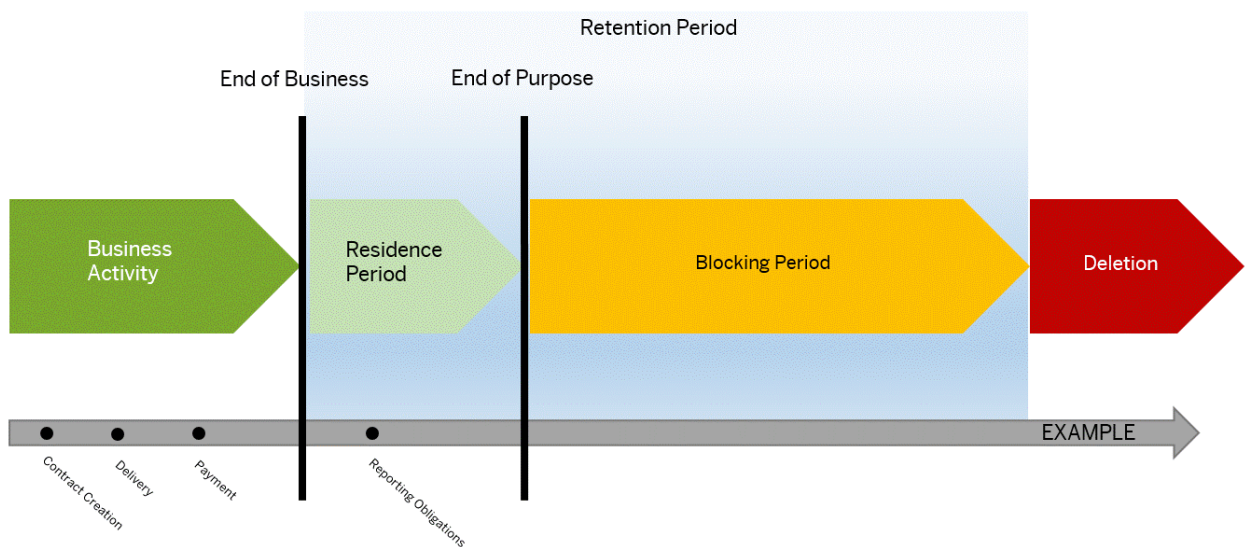 Retention Period
End of Business
End of Purpose
Business
Activity
Residence
Period
Blocking Period
Deletion
EXAMPLE
Contract Creation
Delivery
Payment
Reporting Obligations